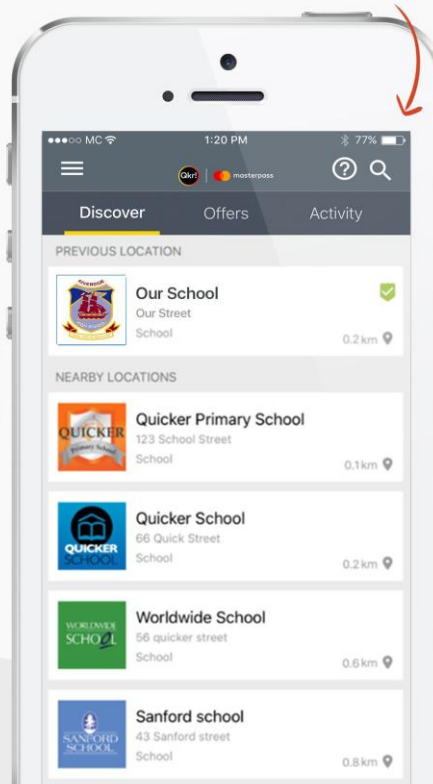 MC
1:20 PM
77%
Qkr!
masterpass
Discover
Offers
Activity
PREVIOUS LOCATION
Our School
Our Street
School
0.2 km
NEARBY LOCATIONS
QUICKER
Primary School
Quicker Primary School
123 School Street
School
0.1 km
QUICKER
SCHOOL
Quicker School
66 Quick Street
School
0.2 km
WORLDWIDE
SCHOOL
Worldwide School
56 quicker street
School
0.6 km
SANFORD
SCHOOL
Sanford school
43 Sanford street
School
0.8 km